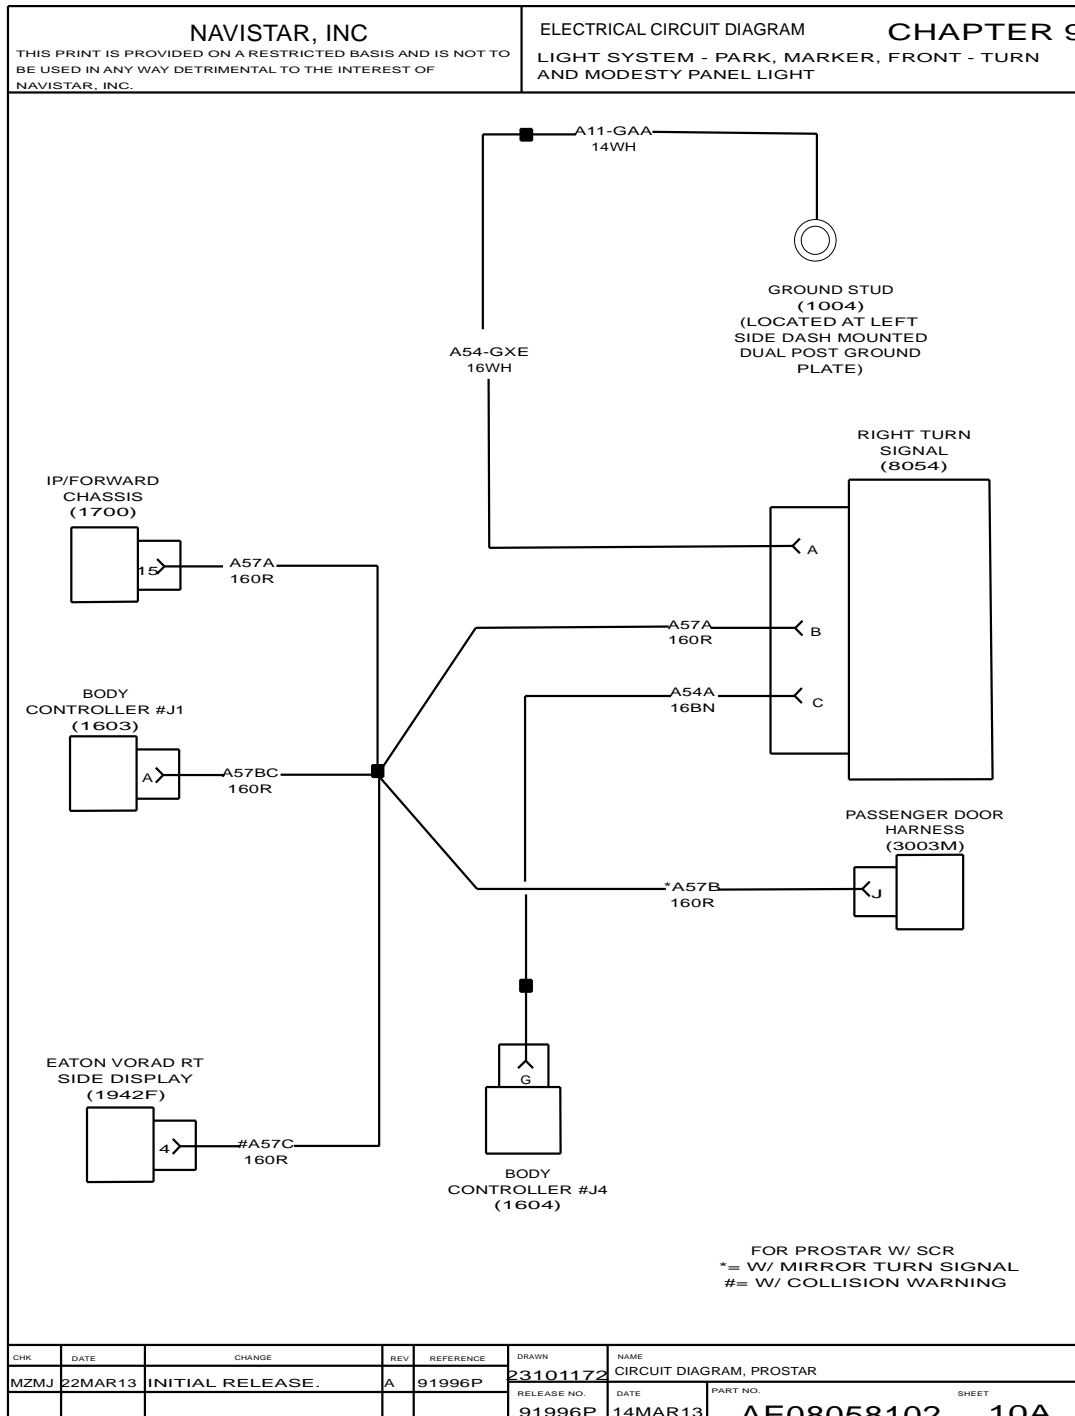 NAVISTAR, INC
THIS PRINT IS PROVIDED ON A RESTRICTED BASIS AND IS NOT TO
BE USED IN ANY WAY DETRIMENTAL TO THE INTEREST OF
NAVISTAR, INC.
ELECTRICAL CIRCUIT DIAGRAM
CHAPTER 9
LIGHT SYSTEM - PARK, MARKER, FRONT - TURN
AND MODESTY PANEL LIGHT
A11-GAA
14WH
GROUND STUD
(1004)
(LOCATED AT LEFT
SIDE DASH MOUNTED
DUAL POST GROUND
PLATE)
A54-GXE
16WH
RIGHT TURN
SIGNAL
(8054)
A
B
C
IP/FORWARD
CHASSIS
(1700)
15
A57A
160R
A57A
160R
A54A
16BN
BODY
CONTROLLER #J1
(1603)
A
A57BC
160R
PASSENGER DOOR
HARNESS
(3003M)
J
*A57B
160R
EATON VORAD RT
SIDE DISPLAY
(1942F)
4
#A57C
160R
G
BODY
CONTROLLER #J4
(1604)
FOR PROSTAR W/ SCR
*= W/ MIRROR TURN SIGNAL
#= W/ COLLISION WARNING
CHK DATE CHANGE REV REFERENCE
MZMJ 22MAR13 INITIAL RELEASE. A 91996P
DRAWN
23101172
NAME
CIRCUIT DIAGRAM, PROSTAR
RELEASE NO.
91996P
DATE
14MAR13
PART NO.
AE08058102
SHEET
10A